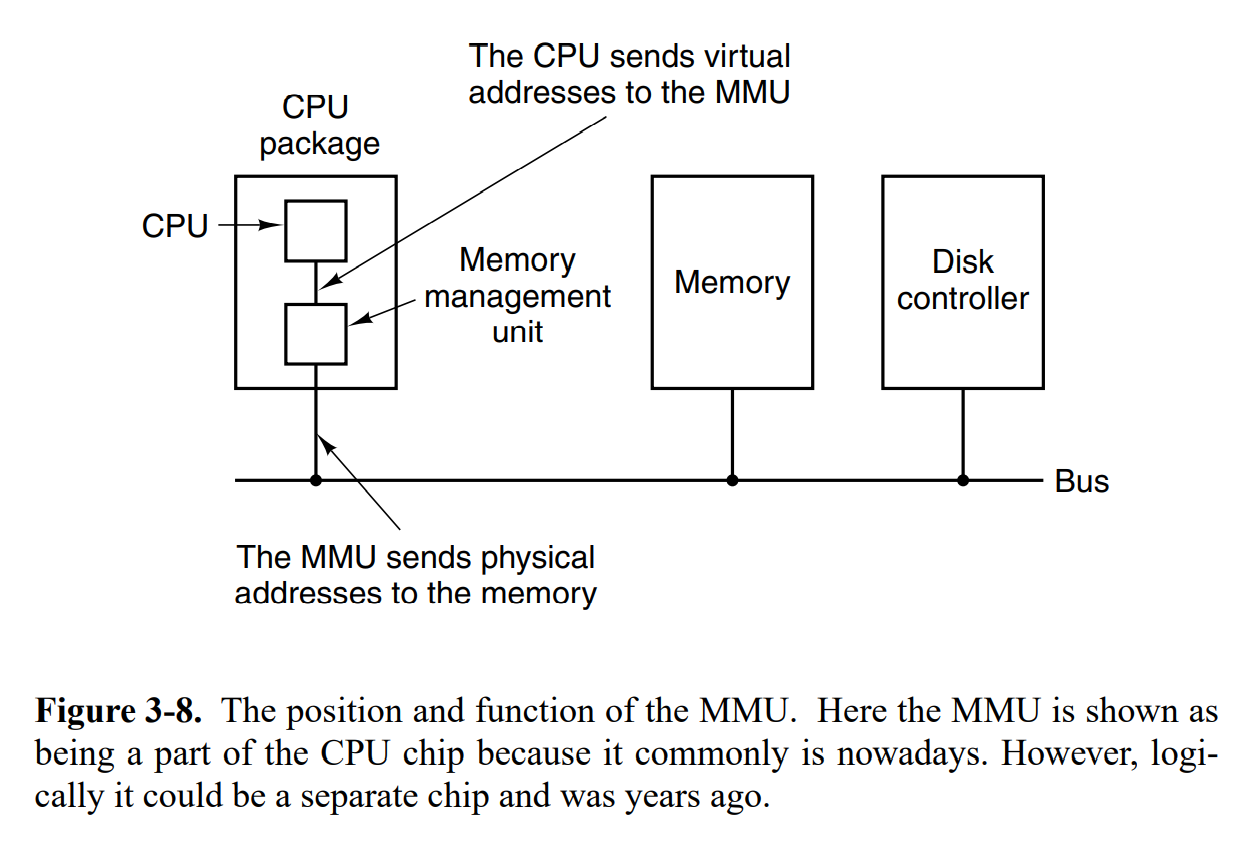 The CPU sends virtual
addresses to the MMU
CPU
package
CPU
Memory
management
unit
Memory
Disk
controller
Bus
The MMU sends physical
addresses to the memory
Figure 3-8. The position and function of the MMU. Here the MMU is shown as
being a part of the CPU chip because it commonly is nowadays. However, logi-
cally it could be a separate chip and was years ago.